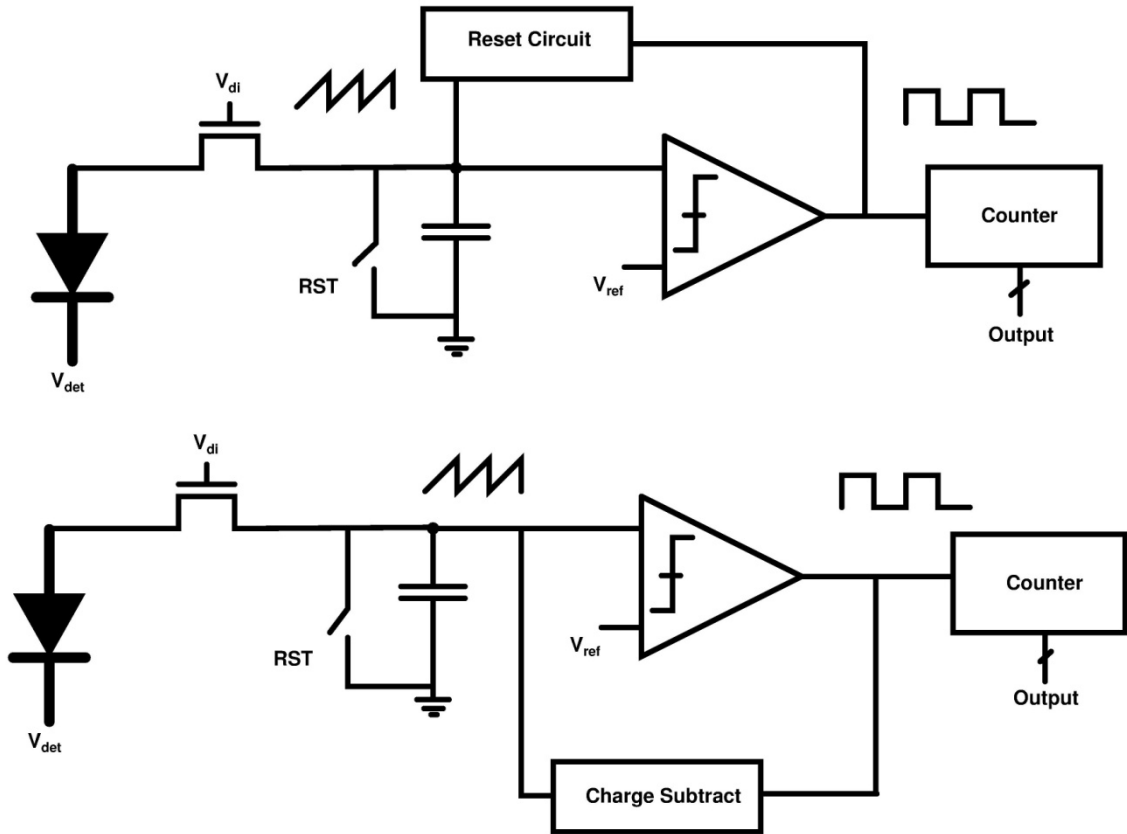 Reset Circuit
Vdi
RST
Vref
Counter
Output
Vdet
Vdi
RST
Vref
Counter
Output
Vdet
Charge Subtract